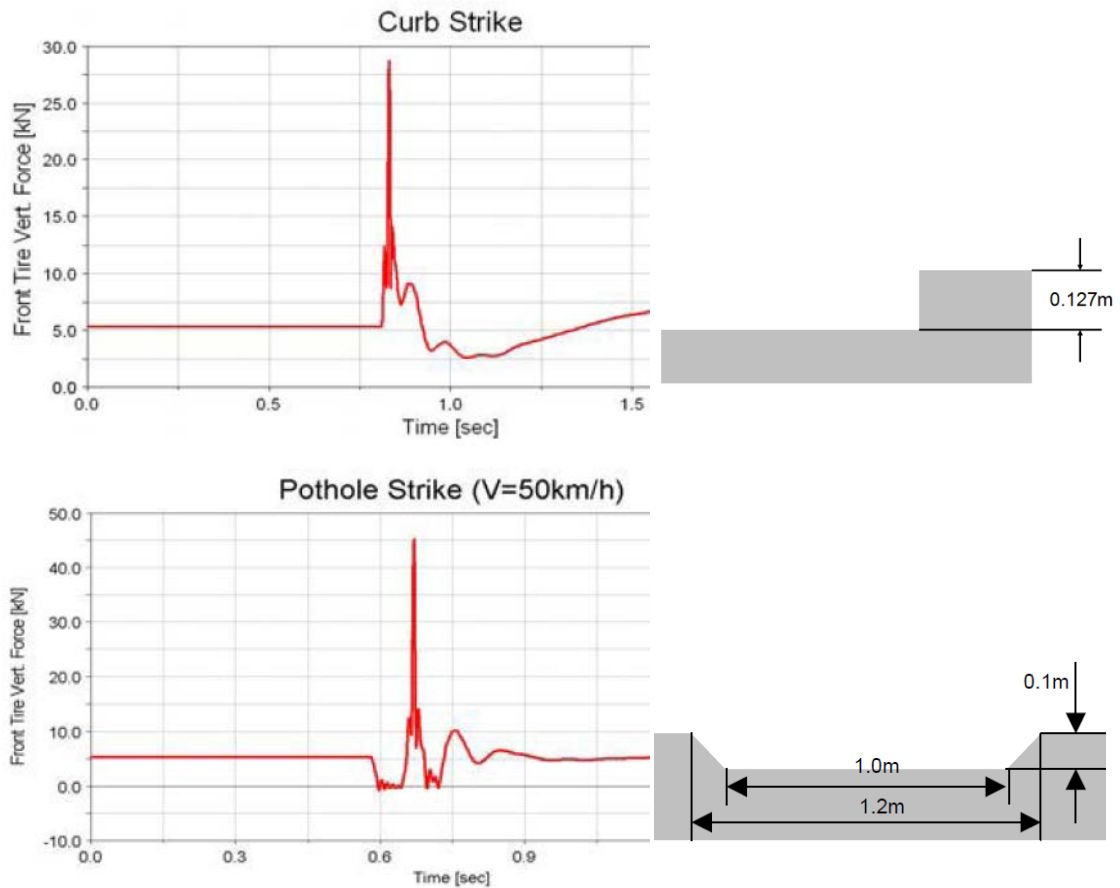 Curb Strike
Front Tire Vert. Force [kN]
30.0
25.0
20.0
15.0
10.0
5.0
0.0
0.0 0.5 1.0 1.5
Time [sec]
0.127m
Pothole Strike (V=50km/h)
Front Tire Vert. Force [kN]
50.0
40.0
30.0
20.0
10.0
0.0
-10.0
0.0 0.3 0.6 0.9
Time [sec]
0.1m
1.0m
1.2m